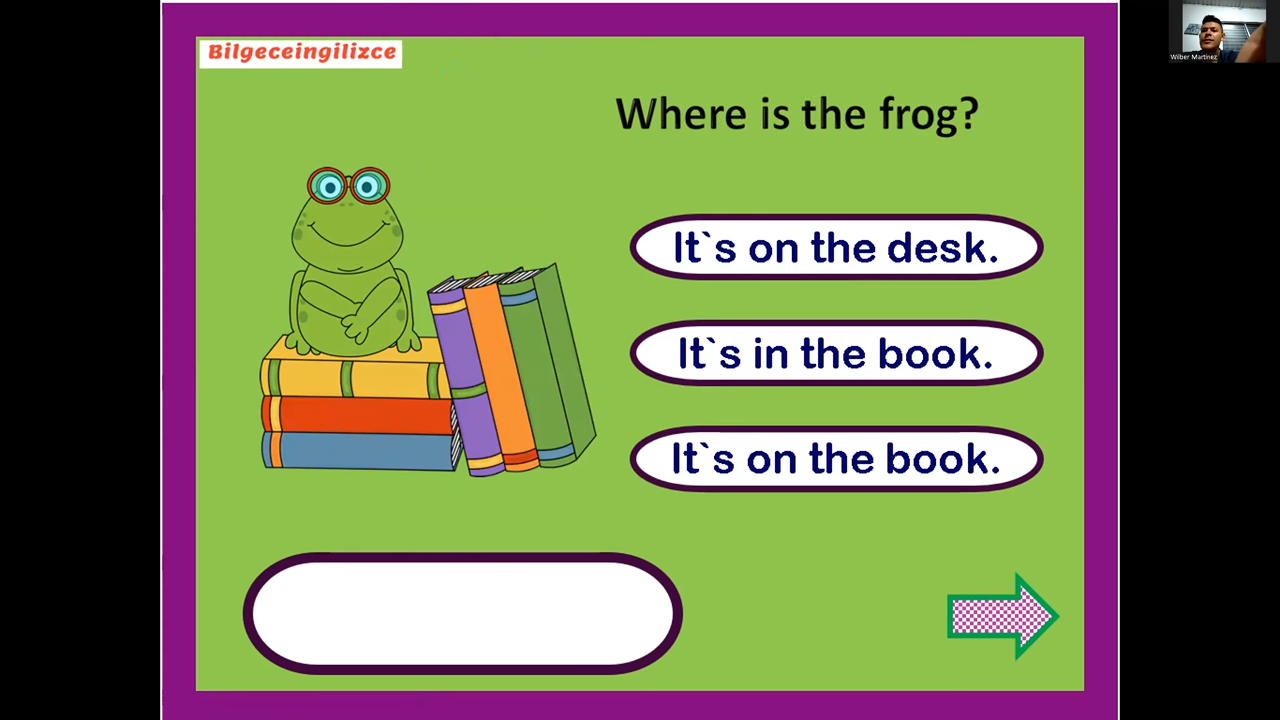 Bilgeceingilizce
Wilber Martinez
Where is the frog?
It`s on the desk.
It`s in the book.
It`s on the book.